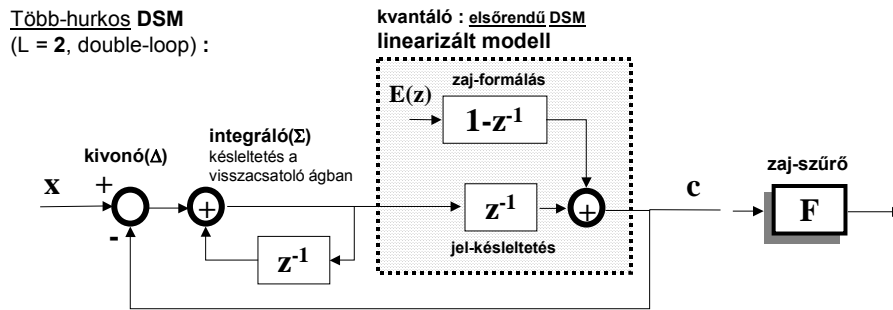 Több-hurkos DSM
(L = 2, double-loop) :
kvantáló : elsőrendű DSM
linearizált modell
zaj-formálás
E(z)
1-z⁻¹
integráló(Σ)
késleltetés a
visszacsatoló ágban
kivonó(Δ)
zaj-szűrő
x
+
-
+
z⁻¹
+
c
F
jel-késleltetés
z⁻¹